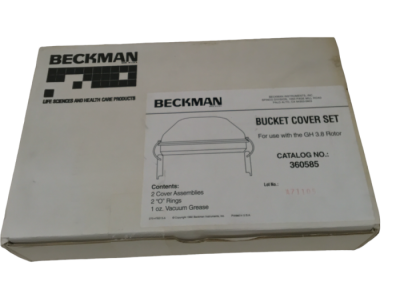 BECKMAN
LIFE SCIENCES AND HEALTH CARE PRODUCTS
BECKMAN
BUCKET COVER SET
For use with the GH 3.8 Rotor
CATALOG NO.:
360585
Lot No.:
Contents:
2 Cover Assemblies
2 "O" Rings
1 oz. Vacuum Grease